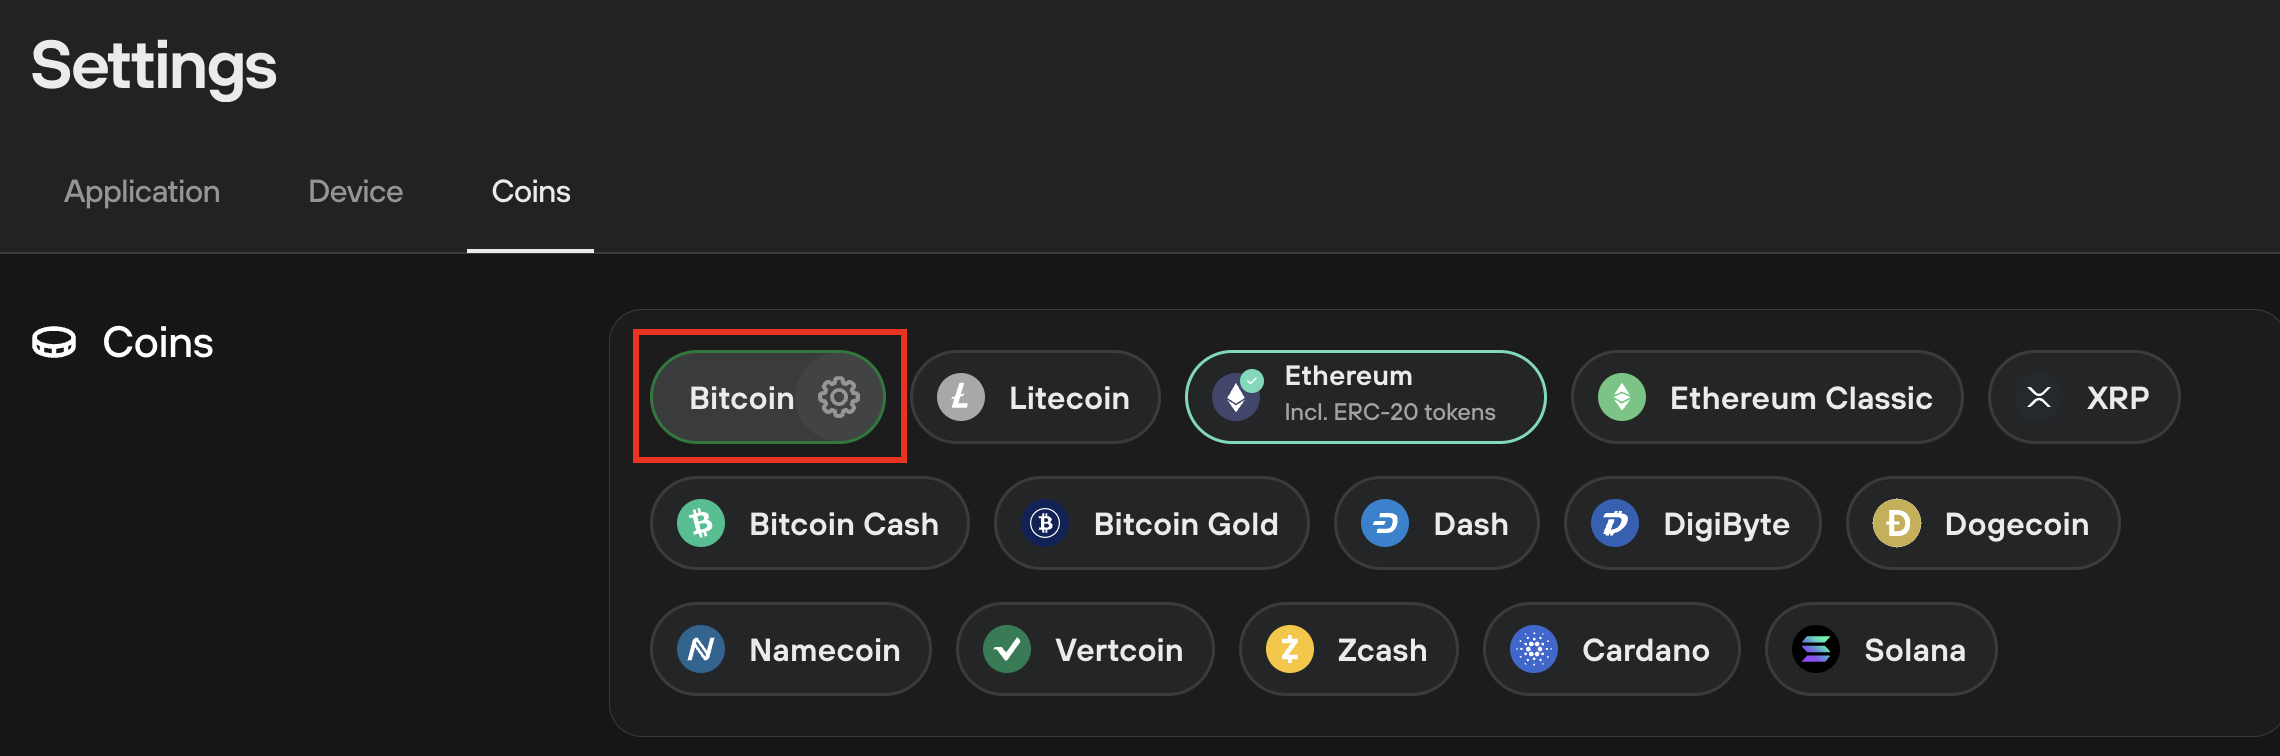 Settings
Application Device Coins
Coins
Bitcoin Litecoin Ethereum Incl. ERC-20 tokens Ethereum Classic XRP
Bitcoin Cash Bitcoin Gold Dash DigiByte Dogecoin
Namecoin Vertcoin Zcash Cardano Solana